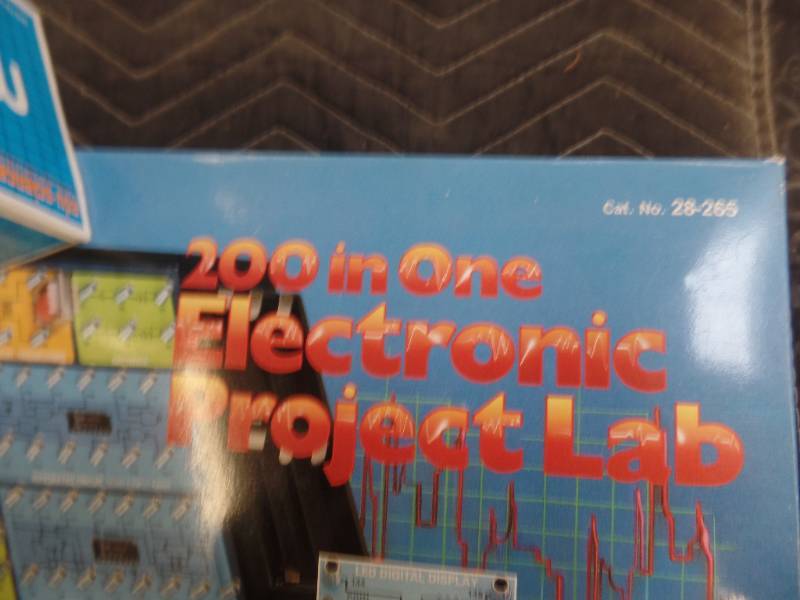 Cat. No. 28-265
200 in One
Electronic
Project Lab
LED DIGITAL DISPLAY